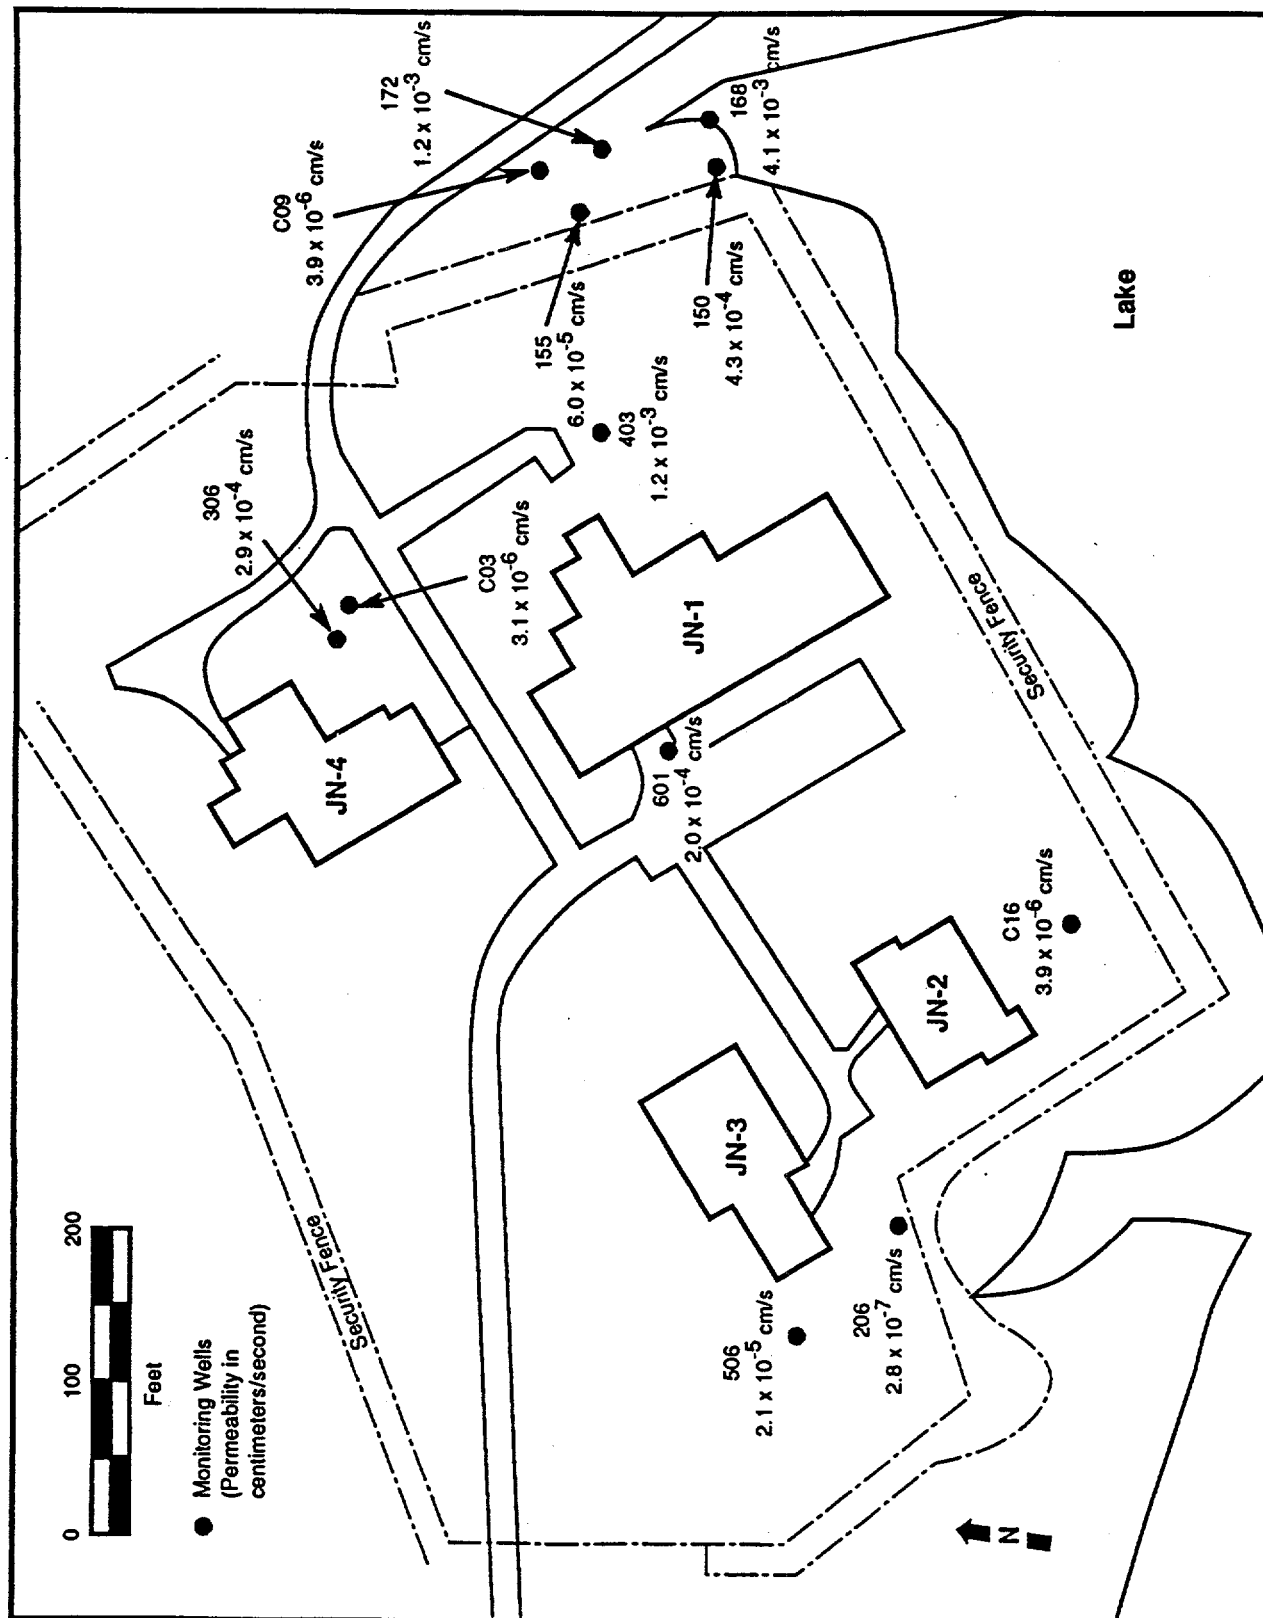 0
100
200
Feet
Monitoring Wells
(Permeability in
centimeters/second)
Security Fence
JN-4
306
2.9 x 10⁻⁴ cm/s
C03
3.1 x 10⁻⁶ cm/s
C09
3.9 x 10⁻⁶ cm/s
172
1.2 x 10⁻³ cm/s
155
6.0 x 10⁻⁵ cm/s
403
1.2 x 10⁻³ cm/s
150
4.3 x 10⁻⁴ cm/s
168
4.1 x 10⁻³ cm/s
JN-1
601
2.0 x 10⁻⁴ cm/s
JN-3
JN-2
506
2.1 x 10⁻⁵ cm/s
206
2.8 x 10⁻⁷ cm/s
C16
3.9 x 10⁻⁶ cm/s
Security Fence
Lake
N